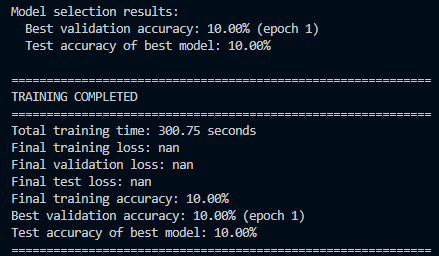 Model selection results:
Best validation accuracy: 10.00% (epoch 1)
Test accuracy of best model: 10.00%
============================================================
TRAINING COMPLETED
============================================================
Total training time: 300.75 seconds
Final training loss: nan
Final validation loss: nan
Final test loss: nan
Final training accuracy: 10.00%
Best validation accuracy: 10.00% (epoch 1)
Test accuracy of best model: 10.00%
============================================================